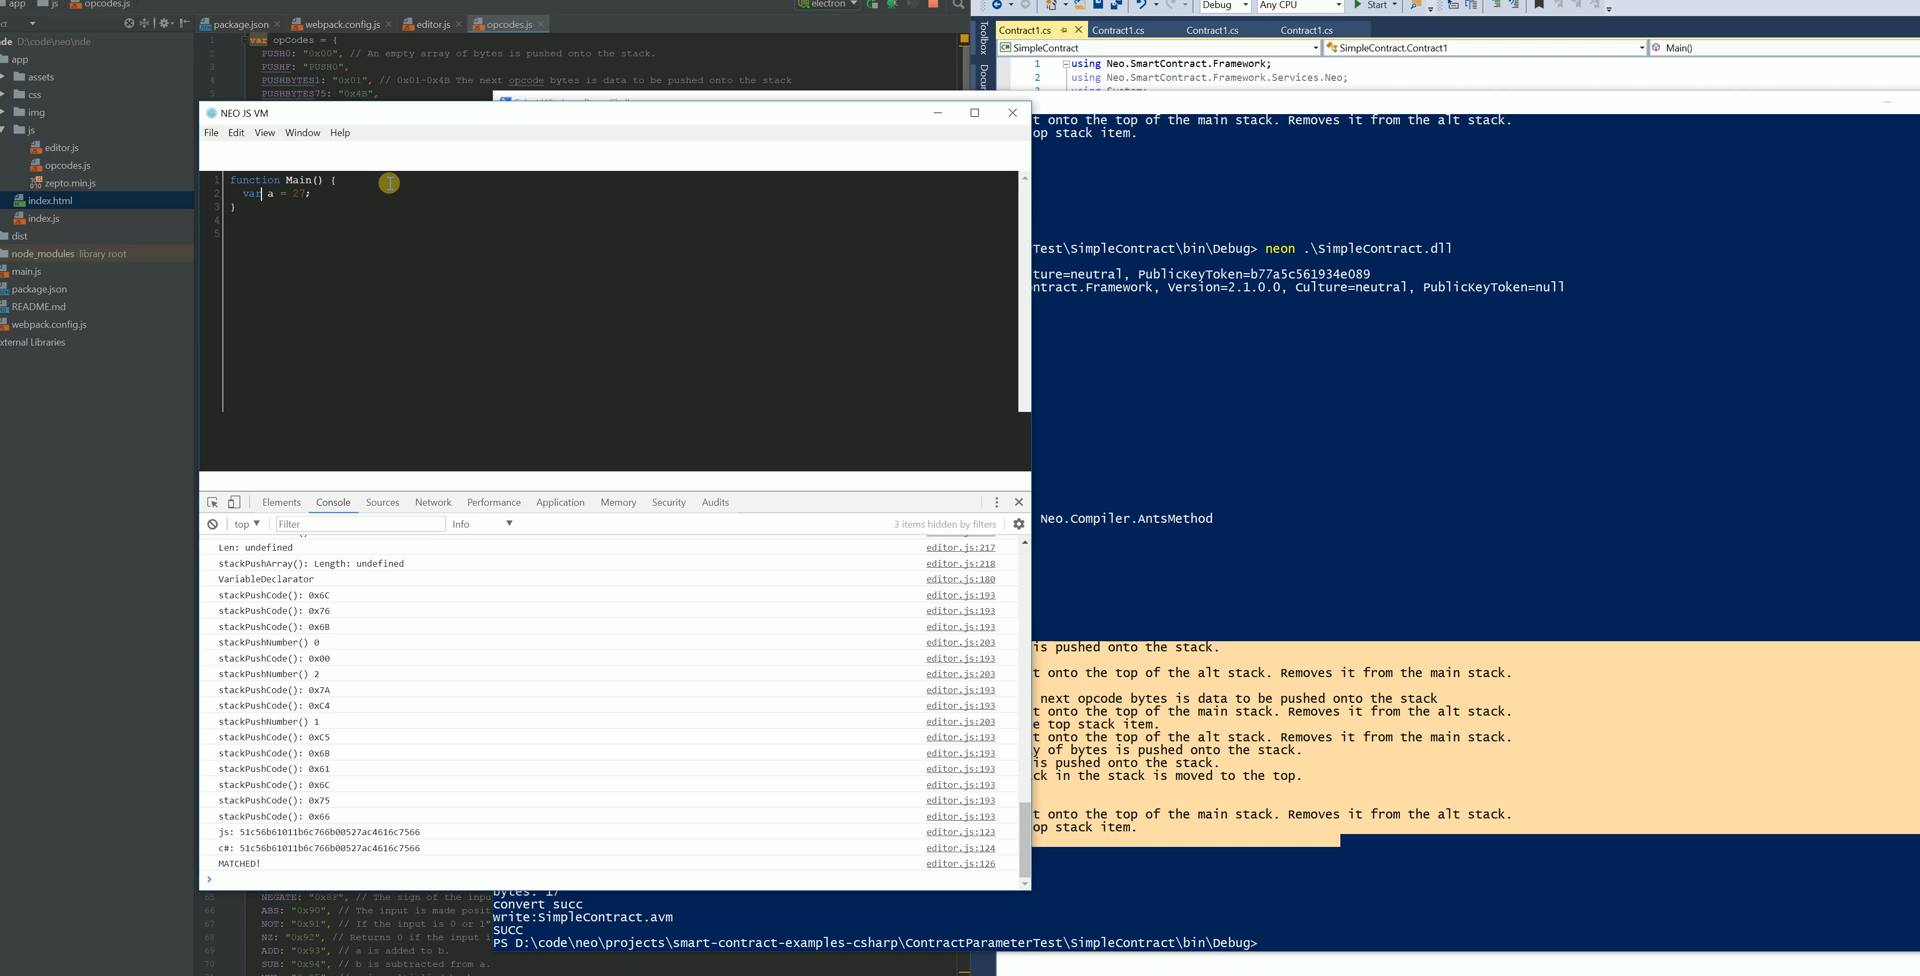 app js opcodes.js
electron
Debug Any CPU Start
package.json webpack.config.js editor.js opcodes.js
Contract1.cs Contract1.cs Contract1.cs Contract1.cs
SimpleContract SimpleContract.Contract1 Main()
nde D:\code\neo\nde
app
assets
css
img
js
editor.js
opcodes.js
zepto.min.js
index.html
index.js
dist
node_modules library root
main.js
package.json
README.md
webpack.config.js
xternal Libraries
1 var opCodes = {
2 PUSH0: "0x00", // An empty array of bytes is pushed onto the stack.
3 PUSHF: "PUSH0",
4 PUSHBYTES1: "0x01", // 0x01-0x4B The next opcode bytes is data to be pushed onto the stack
5 PUSHBYTES75: "0x4B",
Toolbox
1 using Neo.SmartContract.Framework;
2 using Neo.SmartContract.Framework.Services.Neo;
NEO JS VM
File Edit View Window Help
1 function Main() {
2 var a = 27;
3 }
4
5
Elements Console Sources Network Performance Application Memory Security Audits
top Filter Info 3 items hidden by filters
Len: undefined editor.js:217
stackPushArray(): Length: undefined editor.js:218
VariableDeclarator editor.js:180
stackPushCode(): 0x6C editor.js:193
stackPushCode(): 0x76 editor.js:193
stackPushCode(): 0x6B editor.js:193
stackPushNumber() 0 editor.js:203
stackPushCode(): 0x00 editor.js:193
stackPushNumber() 2 editor.js:203
stackPushCode(): 0x7A editor.js:193
stackPushCode(): 0xC4 editor.js:193
stackPushNumber() 1 editor.js:203
stackPushCode(): 0xC5 editor.js:193
stackPushCode(): 0x6B editor.js:193
stackPushCode(): 0x61 editor.js:193
stackPushCode(): 0x6C editor.js:193
stackPushCode(): 0x75 editor.js:193
stackPushCode(): 0x66 editor.js:193
js: 51c56b61011b6c766b00527ac4616c7566 editor.js:123
c#: 51c56b61011b6c766b00527ac4616c7566 editor.js:124
MATCHED! editor.js:126
t onto the top of the main stack. Removes it from the alt stack.
op stack item.
Test\SimpleContract\bin\Debug> neon .\SimpleContract.dll
ture=neutral, PublicKeyToken=b77a5c561934e089
ntract.Framework, Version=2.1.0.0, Culture=neutral, PublicKeyToken=null
Neo.Compiler.AntsMethod
is pushed onto the stack.
t onto the top of the alt stack. Removes it from the main stack.
next opcode bytes is data to be pushed onto the stack
t onto the top of the main stack. Removes it from the alt stack.
e top stack item.
t onto the top of the alt stack. Removes it from the main stack.
y of bytes is pushed onto the stack.
is pushed onto the stack.
ck in the stack is moved to the top.
t onto the top of the main stack. Removes it from the alt stack.
op stack item.
65 NEGATE: "0x8F", // The sign of the inpu
66 ABS: "0x90", // The input is made posit
67 NOT: "0x91", // If the input is 0 or 1"
68 NZ: "0x92", // Returns 0 if the input i
69 ADD: "0x93", // a is added to b.
70 SUB: "0x94", // b is subtracted from a.
bytes: 17
convert succ
write:SimpleContract.avm
SUCC
PS D:\code\neo\projects\smart-contract-examples-csharp\ContractParameterTest\SimpleContract\bin\Debug>